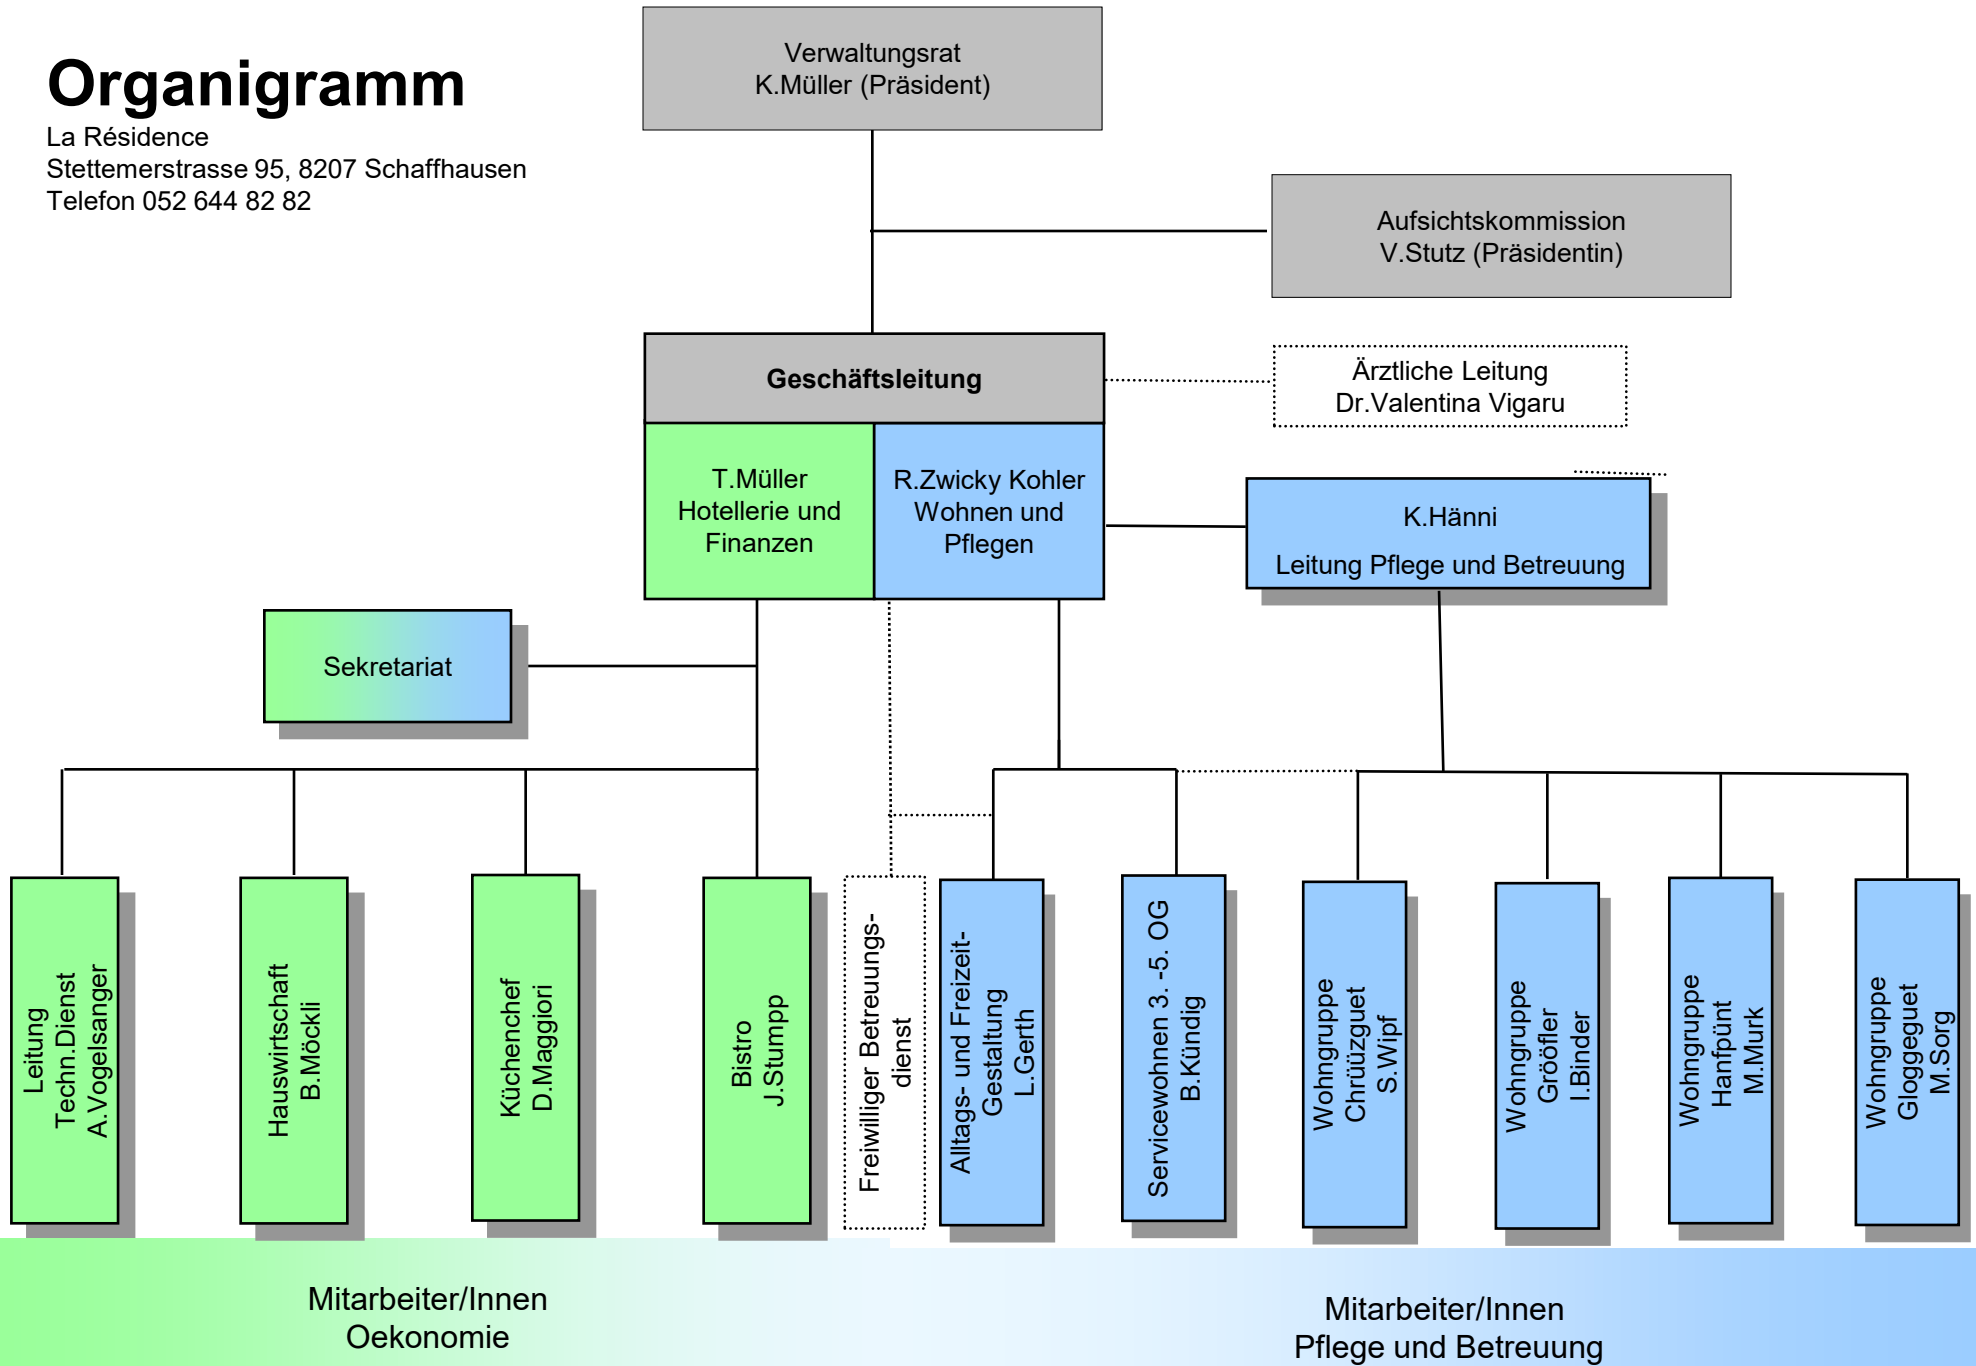 Organigramm
La Résidence
Stettemerstrasse 95, 8207 Schaffhausen
Telefon 052 644 82 82
Verwaltungsrat
K.Müller (Präsident)
Aufsichtskommission
V.Stutz (Präsidentin)
Geschäftsleitung
Ärztliche Leitung
Dr.Valentina Vigaru
T.Müller
Hotellerie und
Finanzen
R.Zwicky Kohler
Wohnen und
Pflegen
K.Hänni
Leitung Pflege und Betreuung
Sekretariat
Leitung
Techn.Dienst
A.Vogelsanger
Hauswirtschaft
B.Möckli
Küchenchef
D.Maggiori
Bistro
J.Stumpp
Freiwilliger Betreuungs-
dienst
Alltags- und Freizeit-
Gestaltung
L.Gerth
Servicewohnen 3. -5. OG
B.Kündig
Wohngruppe
Chrüüzguet
S.Wipf
Wohngruppe
Grööfler
I.Binder
Wohngruppe
Hanfpünt
M.Murk
Wohngruppe
Gloggeguet
M.Sorg
Mitarbeiter/Innen
Oekonomie
Mitarbeiter/Innen
Pflege und Betreuung